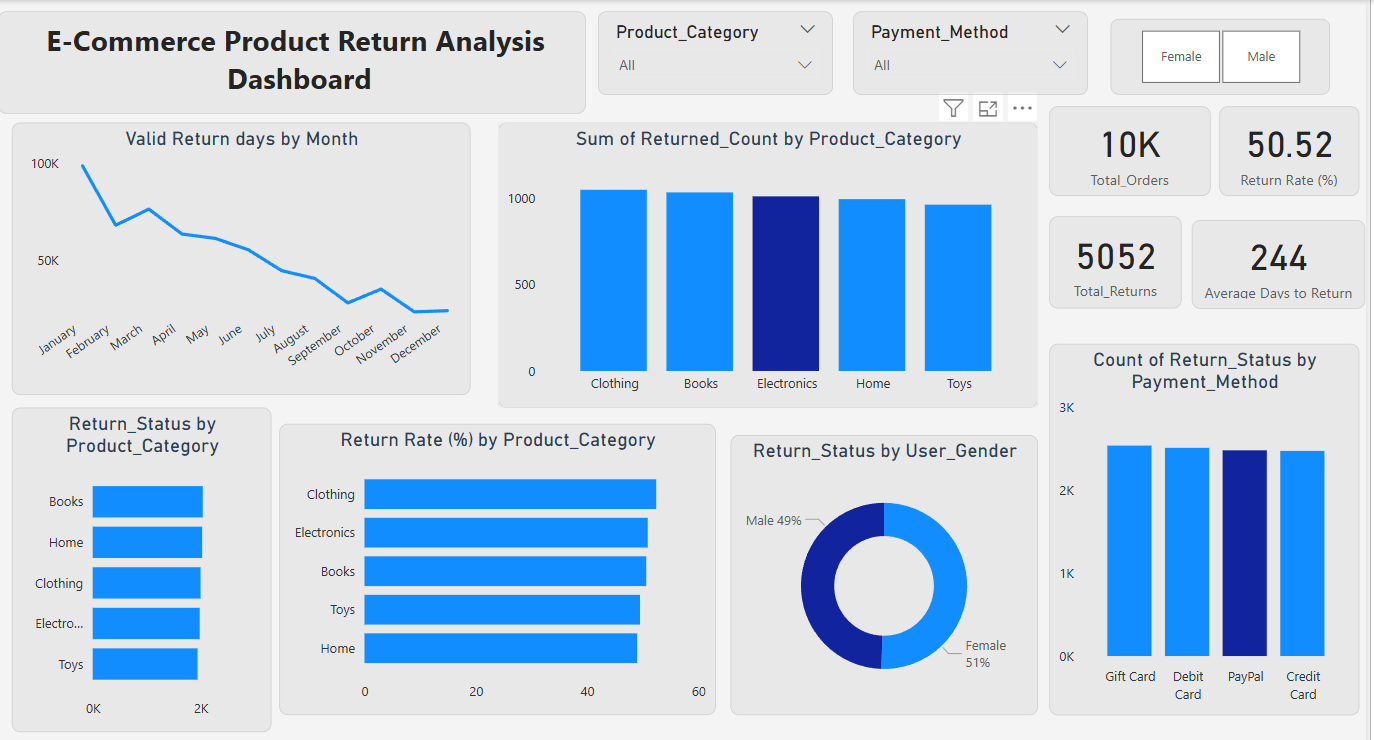 E-Commerce Product Return Analysis
Dashboard
Product_Category
All
Payment_Method
All
Female
Male
Valid Return days by Month
100K
50K
January
February
March
April
May
June
July
August
September
October
November
December
Sum of Returned_Count by Product_Category
1000
500
0
Clothing
Books
Electronics
Home
Toys
10K
Total_Orders
50.52
Return Rate (%)
5052
Total_Returns
244
Average Days to Return
Return_Status by
Product_Category
Books
Home
Clothing
Electro...
Toys
0K
2K
Return Rate (%) by Product_Category
Clothing
Electronics
Books
Toys
Home
0
20
40
60
Return_Status by User_Gender
Male 49%
Female
51%
Count of Return_Status by
Payment_Method
3K
2K
1K
0K
Gift Card
Debit
Card
PayPal
Credit
Card